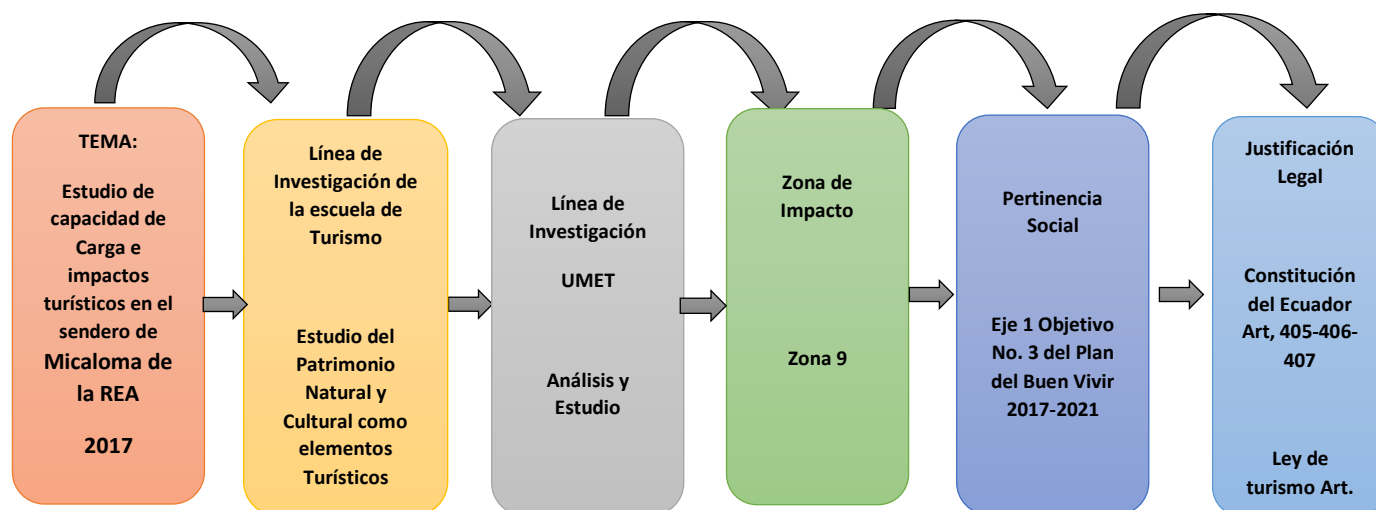 TEMA:
Estudio de
capacidad de
Carga e
impactos
turísticos en el
sendero de
Micaloma de
la REA
2017
Línea de
Investigación de
la escuela de
Turismo
Estudio del
Patrimonio
Natural y
Cultural como
elementos
Turísticos
Línea de
Investigación
UMET
Análisis y
Estudio
Zona de
Impacto
Zona 9
Pertinencia
Social
Eje 1 Objetivo
No. 3 del Plan
del Buen Vivir
2017-2021
Justificación
Legal
Constitución
del Ecuador
Art, 405-406-
407
Ley de
turismo Art.